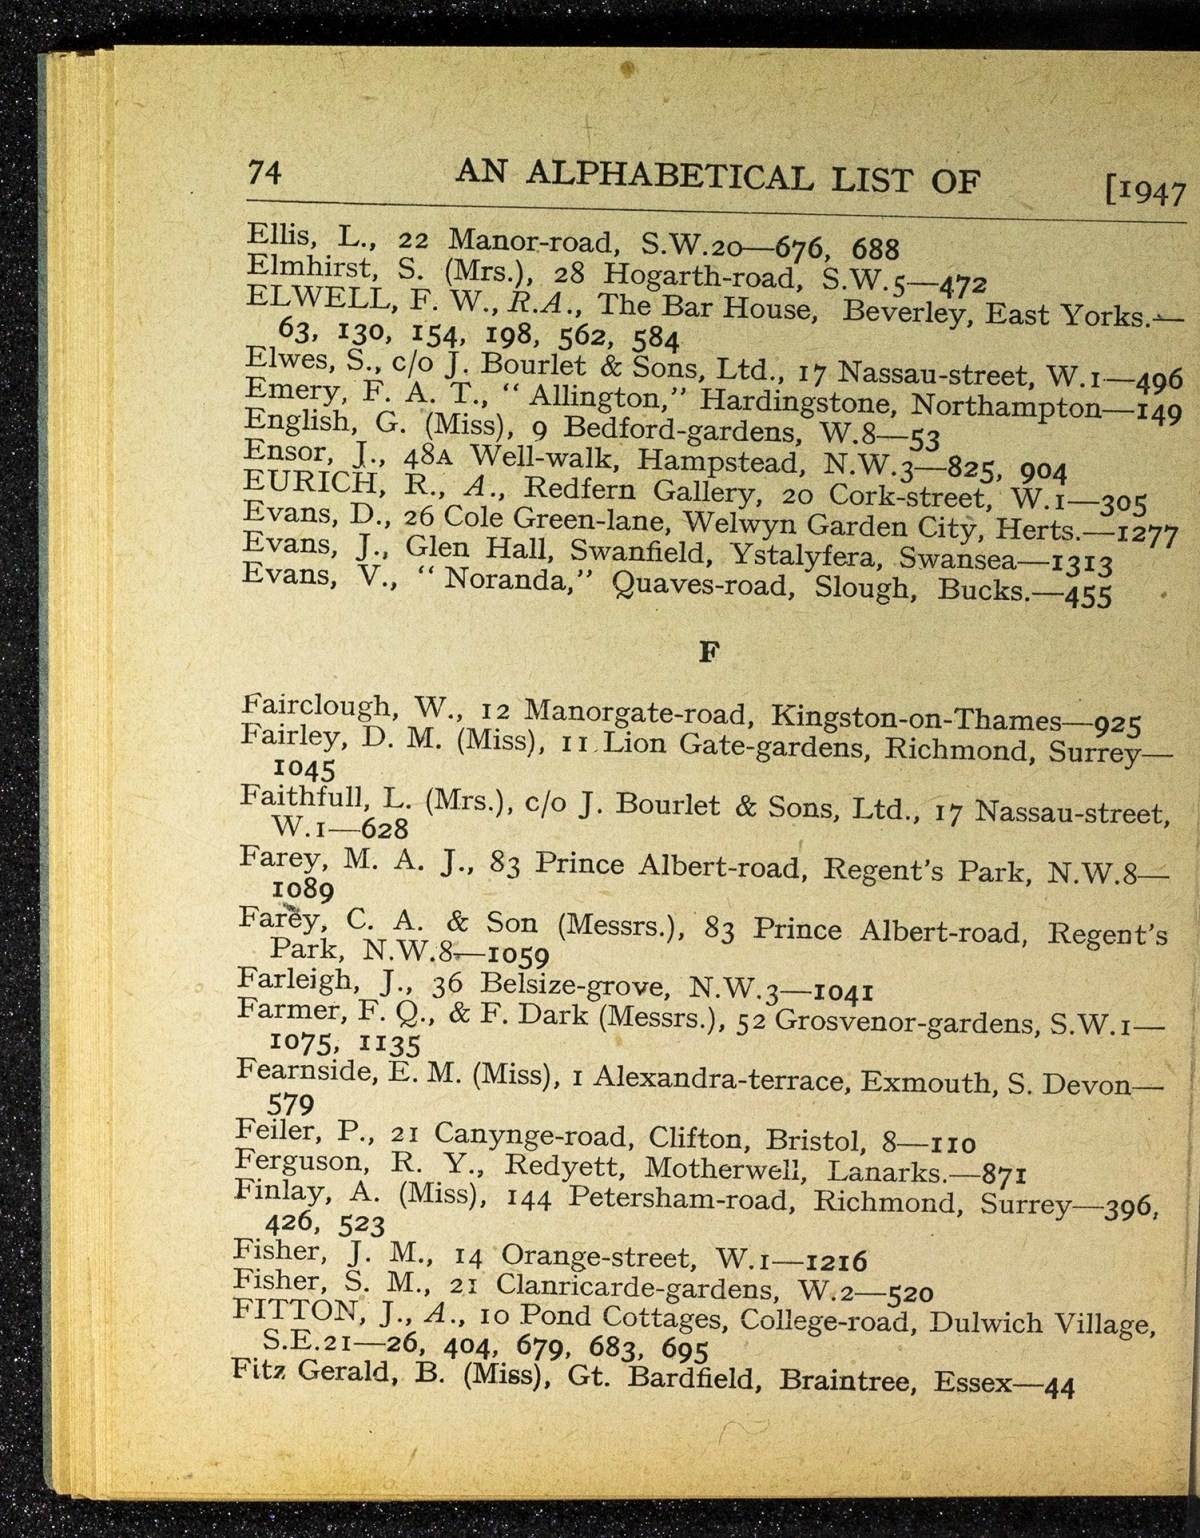 74 AN ALPHABETICAL LIST OF [1947
Ellis, L., 22 Manor-road, S.W.20—676, 688
Elmhirst, S. (Mrs.), 28 Hogarth-road, S.W.5—472
ELWELL, F. W., R.A., The Bar House, Beverley, East Yorks.—
63, 130, 154, 198, 562, 584
Elwes, S., c/o J. Bourlet & Sons, Ltd., 17 Nassau-street, W.1—496
Emery, F. A. T., “ Allington,” Hardingstone, Northampton—149
English, G. (Miss), 9 Bedford-gardens, W.8—53
Ensor, J., 48A Well-walk, Hampstead, N.W.3—825, 904
EURICH, R., A., Redfern Gallery, 20 Cork-street, W.1—305
Evans, D., 26 Cole Green-lane, Welwyn Garden City, Herts.—1277
Evans, J., Glen Hall, Swanfield, Ystalyfera, Swansea—1313
Evans, V., “ Noranda,” Quaves-road, Slough, Bucks.—455
F
Fairclough, W., 12 Manorgate-road, Kingston-on-Thames—925
Fairley, D. M. (Miss), 11 Lion Gate-gardens, Richmond, Surrey—
1045
Faithfull, L. (Mrs.), c/o J. Bourlet & Sons, Ltd., 17 Nassau-street,
W.1—628
Farey, M. A. J., 83 Prince Albert-road, Regent’s Park, N.W.8—
1089
Farey, C. A. & Son (Messrs.), 83 Prince Albert-road, Regent’s
Park, N.W.8—1059
Farleigh, J., 36 Belsize-grove, N.W.3—1041
Farmer, F. Q., & F. Dark (Messrs.), 52 Grosvenor-gardens, S.W.1—
1075, 1135
Fearnside, E. M. (Miss), 1 Alexandra-terrace, Exmouth, S. Devon—
579
Feiler, P., 21 Canynge-road, Clifton, Bristol, 8—110
Ferguson, R. Y., Redyett, Motherwell, Lanarks.—871
Finlay, A. (Miss), 144 Petersham-road, Richmond, Surrey—396,
426, 523
Fisher, J. M., 14 Orange-street, W.1—1216
Fisher, S. M., 21 Clanricarde-gardens, W.2—520
FITTON, J., A., 10 Pond Cottages, College-road, Dulwich Village,
S.E.21—26, 404, 679, 683, 695
Fitz Gerald, B. (Miss), Gt. Bardfield, Braintree, Essex—44